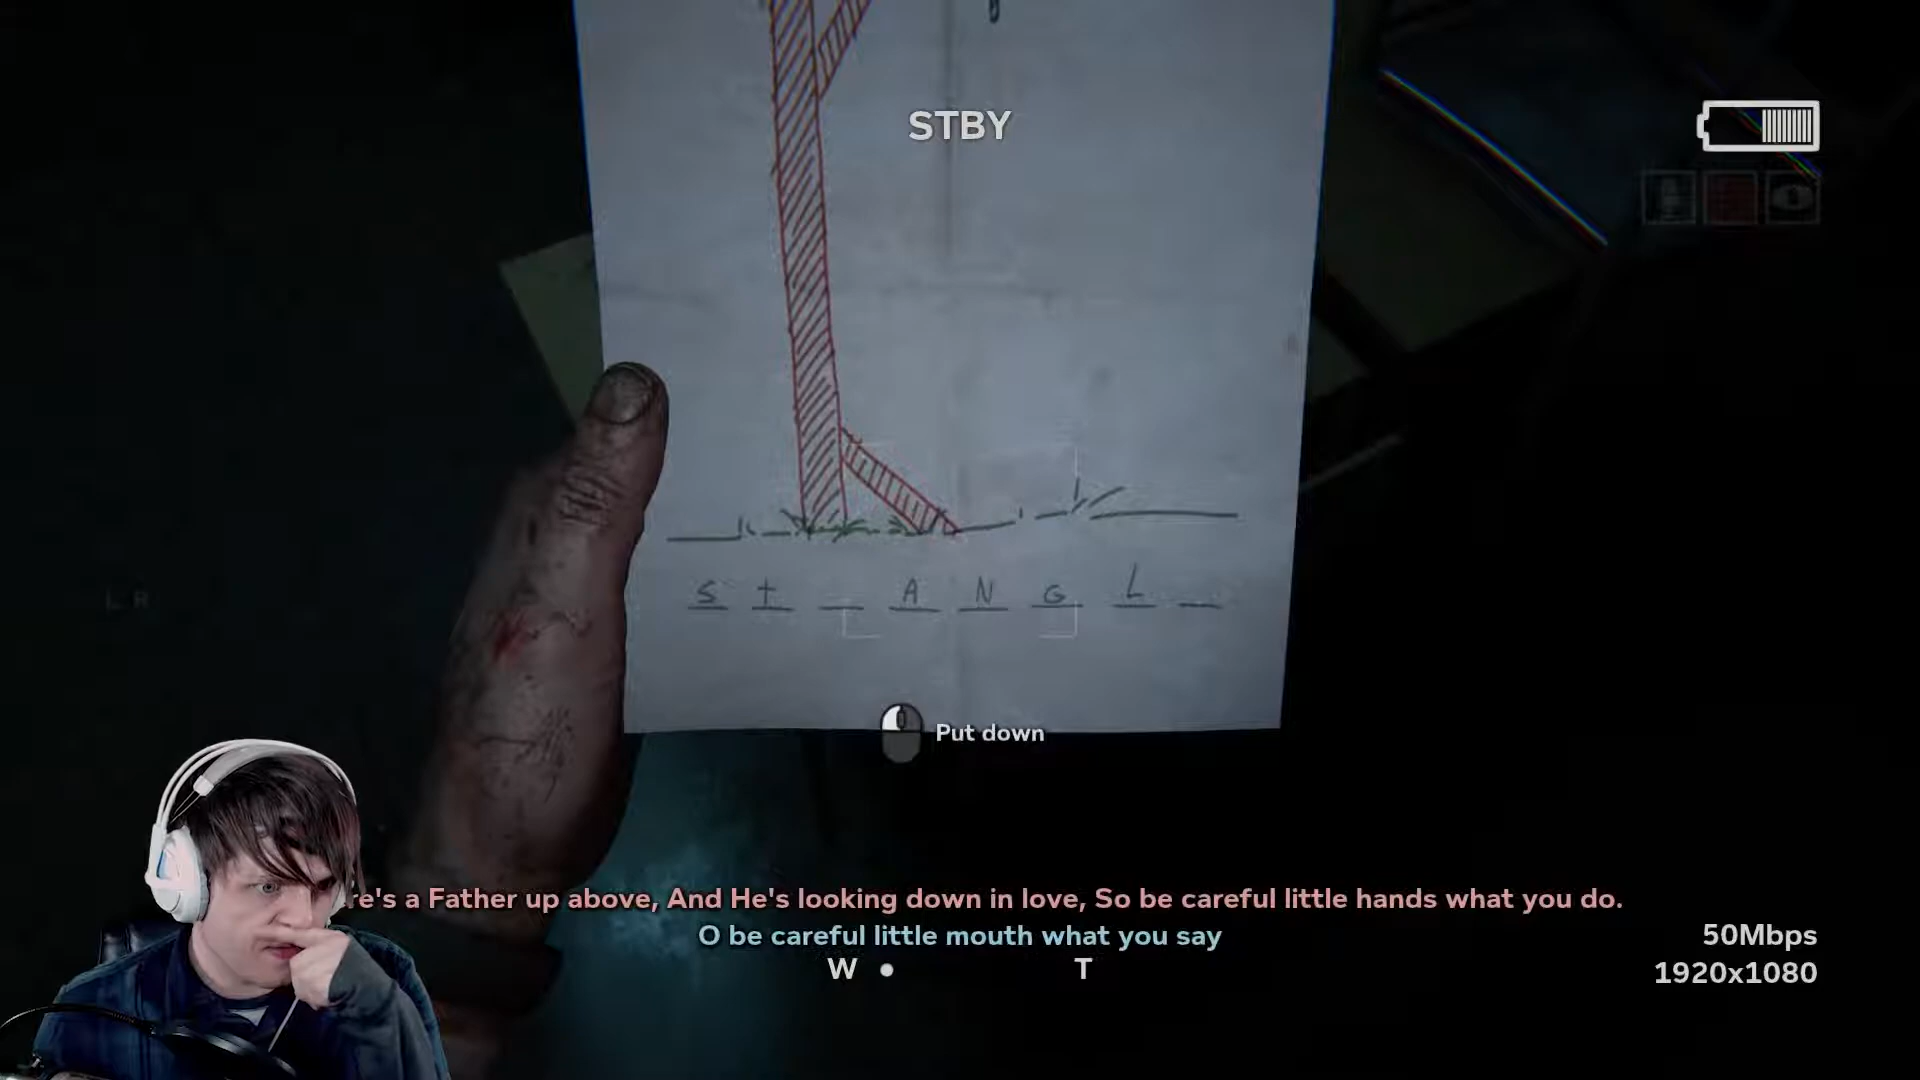 STBY
L R
S T _ A N G L _
Put down
re's a Father up above, And He's looking down in love, So be careful little hands what you do.
O be careful little mouth what you say
50Mbps
W • T
1920x1080